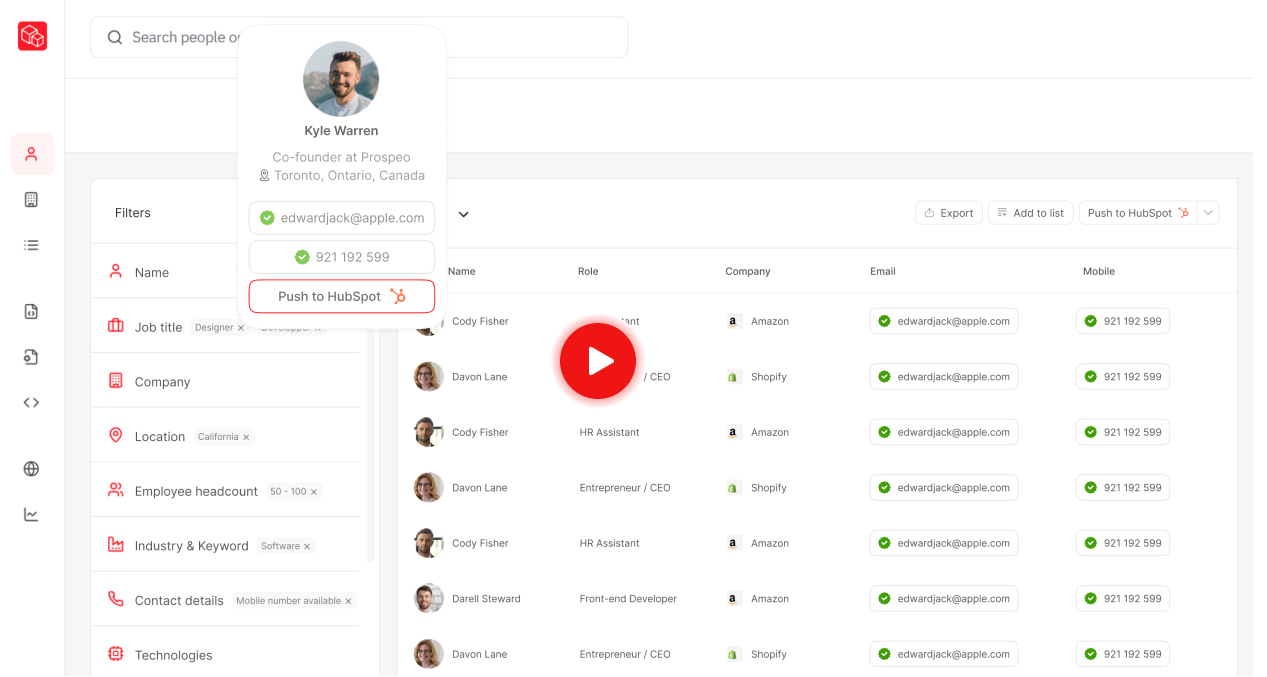 Search people o
Kyle Warren
Co-founder at Prospeo
Toronto, Ontario, Canada
edwardjack@apple.com
921 192 599
Push to HubSpot
Filters
Export
Add to list
Push to HubSpot
Name
Job title Designer ×
Company
Location California ×
Employee headcount 50 - 100 ×
Industry & Keyword Software ×
Contact details Mobile number available ×
Technologies
Name Role Company Email Mobile
Cody Fisher a Amazon edwardjack@apple.com 921 192 599
Davon Lane / CEO Shopify edwardjack@apple.com 921 192 599
Cody Fisher HR Assistant a Amazon edwardjack@apple.com 921 192 599
Davon Lane Entrepreneur / CEO Shopify edwardjack@apple.com 921 192 599
Cody Fisher HR Assistant a Amazon edwardjack@apple.com 921 192 599
Darell Steward Front-end Developer a Amazon edwardjack@apple.com 921 192 599
Davon Lane Entrepreneur / CEO Shopify edwardjack@apple.com 921 192 599